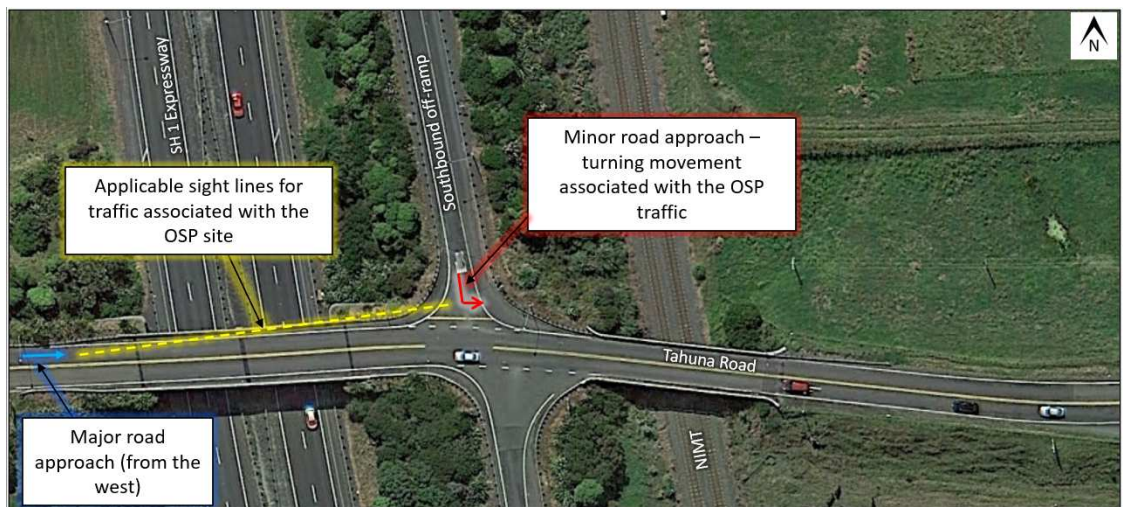 N
SH 1 Expressway
Southbound off-ramp
Minor road approach –
turning movement
associated with the OSP
traffic
Applicable sight lines for
traffic associated with the
OSP site
Tahuna Road
Major road
approach (from the
west)
NIMT